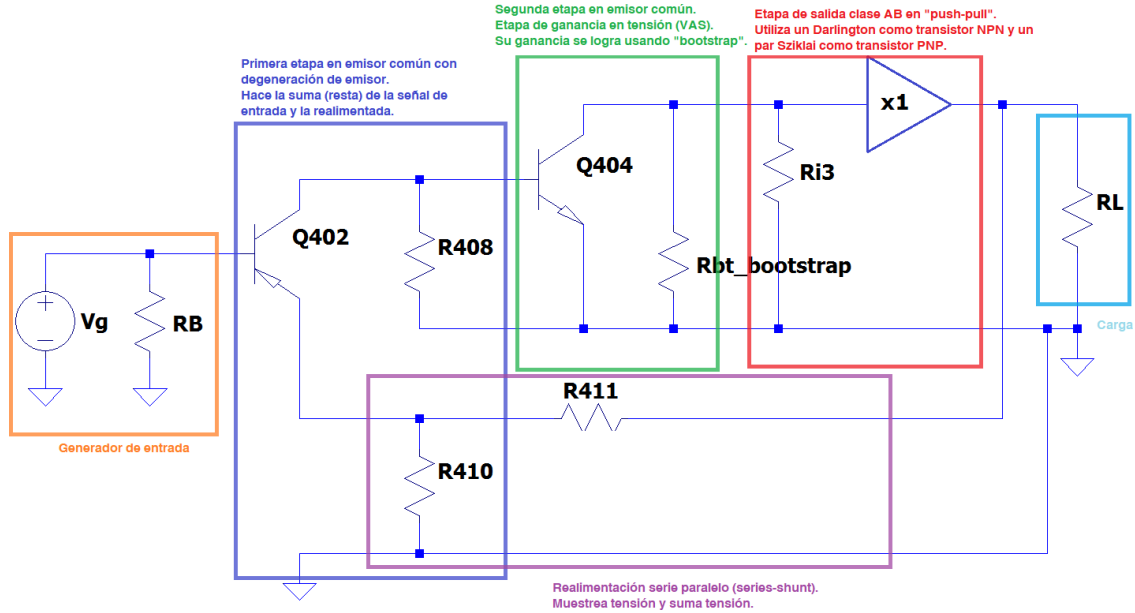 Segunda etapa en emisor común.
Etapa de ganancia en tensión (VAS).
Su ganancia se logra usando "bootstrap".
Etapa de salida clase AB en "push-pull".
Utiliza un Darlington como transistor NPN y un
par Sziklai como transistor PNP.
Primera etapa en emisor común con
degeneración de emisor.
Hace la suma (resta) de la señal de
entrada y la realimentada.
x1
Q404
Ri3
RL
Q402
R408
Rbt_bootstrap
Vg
RB
Carga
R411
Generador de entrada
R410
Realimentación serie paralelo (series-shunt).
Muestrea tensión y suma tensión.